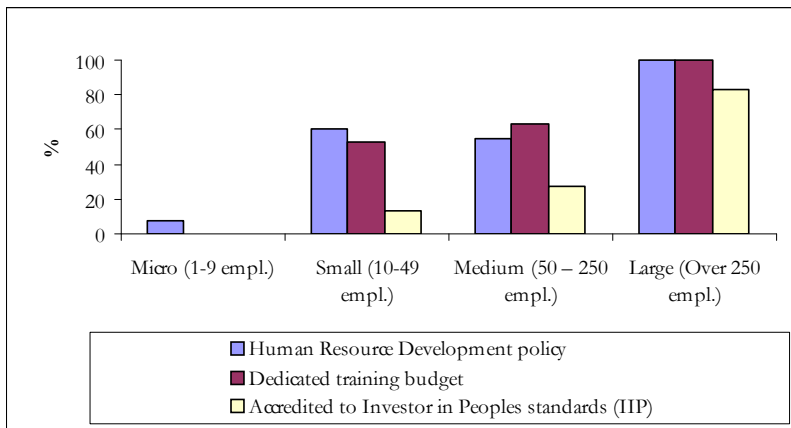 100
80
60
40
20
0
%
Micro (1-9 empl.)
Small (10-49
empl.)
Medium (50 – 250
empl.)
Large (Over 250
empl.)
Human Resource Development policy
Dedicated training budget
Accredited to Investor in Peoples standards (IIP)